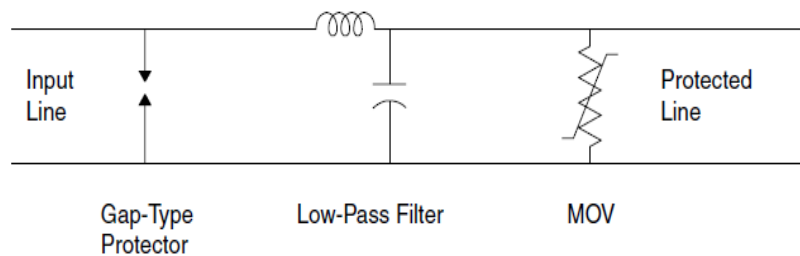 Input
Line
Protected
Line
Gap-Type
Protector
Low-Pass Filter
MOV